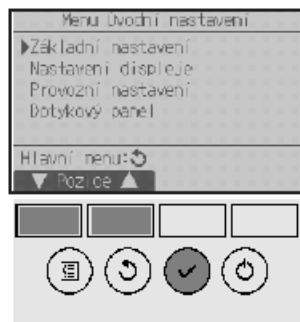 Menu Úvodní nastavení
Základní nastavení
Nastavení displeje
Provozní nastavení
Dotykový panel
Hlavní menu:
Pozice